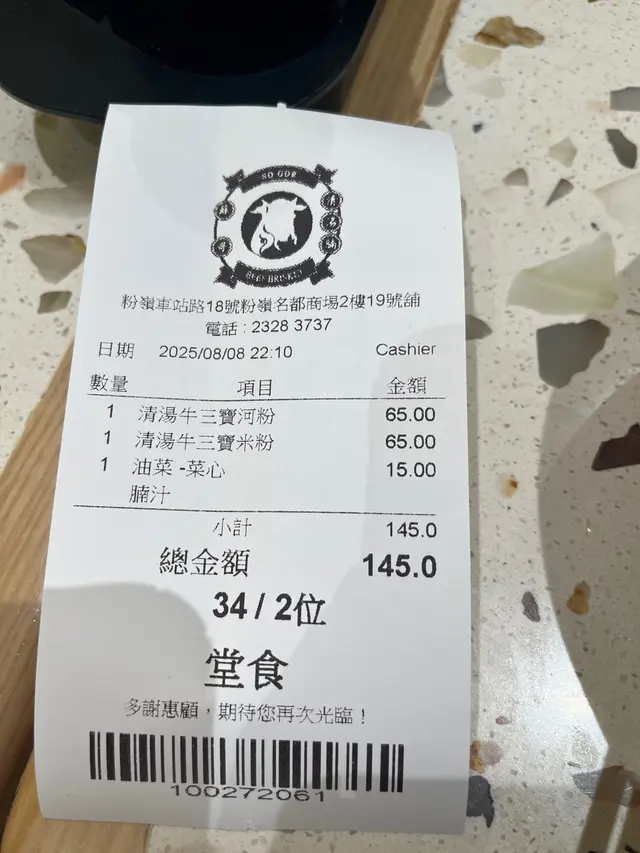 SO GOR
BEEF BRISKET
粉嶺車站路18號粉嶺名都商場2樓19號舖
電話 : 2328 3737
日期 2025/08/08 22:10 Cashier
數量 項目 金額
1 清湯牛三寶河粉 65.00
1 清湯牛三寶米粉 65.00
1 油菜 -菜心 15.00
腩汁
小計 145.0
總金額 145.0
34 / 2位
堂食
多謝惠顧，期待您再次光臨！
100272061